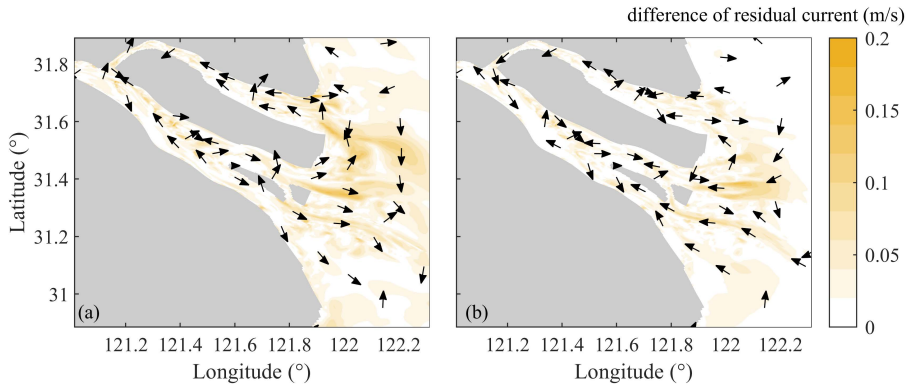 difference of residual current (m/s)
0.2
0.15
0.1
0.05
0
Latitude (°)
31.8
31.6
31.4
31.2
31
(a)
(b)
121.2 121.4 121.6 121.8 122 122.2
121.2 121.4 121.6 121.8 122 122.2
Longitude (°)
Longitude (°)